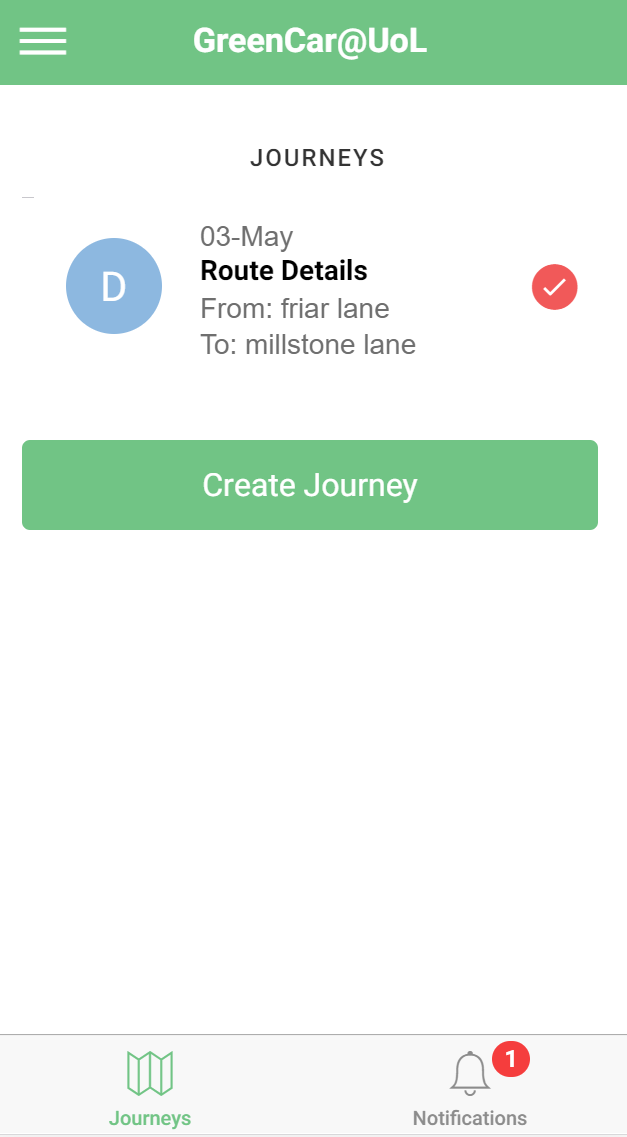 GreenCar@UoL
JOURNEYS
03-May
D
Route Details
From: friar lane
To: millstone lane
Create Journey
1
Journeys
Notifications